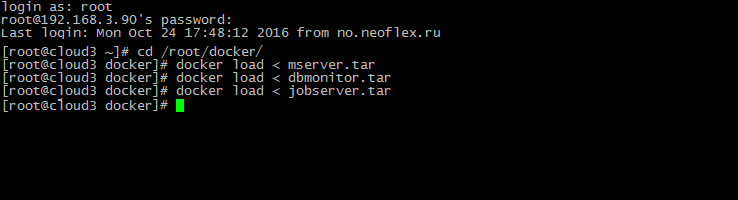 login as: root
root@192.168.3.90's password:
Last login: Mon Oct 24 17:48:12 2016 from no.neoflex.ru
[root@cloud3 ~]# cd /root/docker/
[root@cloud3 docker]# docker load < mserver.tar
[root@cloud3 docker]# docker load < dbmonitor.tar
[root@cloud3 docker]# docker load < jobserver.tar
[root@cloud3 docker]#